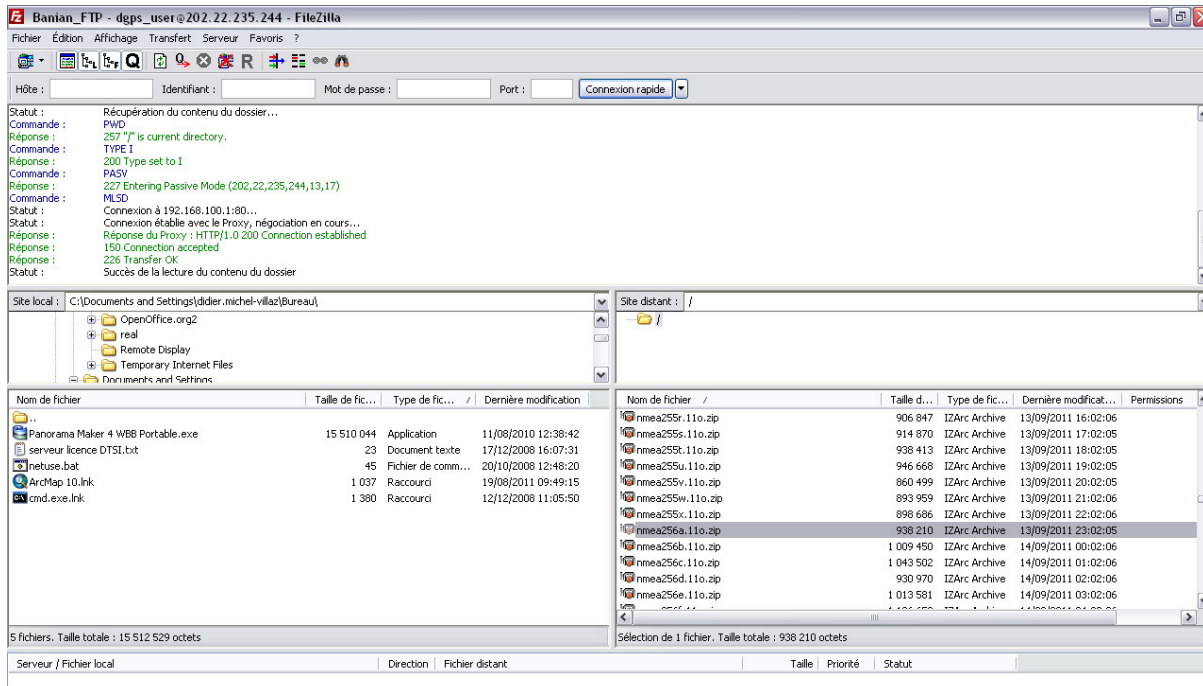 Banian_FTP - dgps_user@202.22.235.244 - FileZilla
Fichier Édition Affichage Transfert Serveur Favoris ?
Hôte : Identifiant : Mot de passe : Port : Connexion rapide
Statut : Récupération du contenu du dossier...
Commande : PWD
Réponse : 257 "/" is current directory.
Commande : TYPE I
Réponse : 200 Type set to I
Commande : PASV
Réponse : 227 Entering Passive Mode (202,22,235,244,13,17)
Commande : MLSD
Statut : Connexion à 192.168.100.1:80...
Statut : Connexion établie avec le Proxy, négociation en cours...
Réponse : Réponse du Proxy : HTTP/1.0 200 Connection established
Réponse : 150 Connection accepted
Réponse : 226 Transfer OK
Statut : Succès de la lecture du contenu du dossier
Site local : C:\Documents and Settings\didier.michel-villaz\Bureau\
OpenOffice.org2
real
Remote Display
Temporary Internet Files
Documents and Settings
Site distant : /
/
Nom de fichier Taille de fic... Type de fic... / Dernière modification
..
Panorama Maker 4 WBB Portable.exe 15 510 044 Application 11/08/2010 12:38:42
serveur licence DTSI.txt 23 Document texte 17/12/2008 16:07:31
netuse.bat 45 Fichier de comm... 20/10/2008 12:48:20
ArcMap 10.lnk 1 037 Raccourci 19/08/2011 09:49:15
cmd.exe.lnk 1 380 Raccourci 12/12/2008 11:05:50
5 fichiers. Taille totale : 15 512 529 octets
Nom de fichier / Taille d... Type de fic... Dernière modificat... Permissions
nmea255r.11o.zip 906 847 IZArc Archive 13/09/2011 16:02:06
nmea255s.11o.zip 914 870 IZArc Archive 13/09/2011 17:02:05
nmea255t.11o.zip 938 413 IZArc Archive 13/09/2011 18:02:05
nmea255u.11o.zip 946 668 IZArc Archive 13/09/2011 19:02:05
nmea255v.11o.zip 860 499 IZArc Archive 13/09/2011 20:02:05
nmea255w.11o.zip 893 959 IZArc Archive 13/09/2011 21:02:06
nmea255x.11o.zip 898 686 IZArc Archive 13/09/2011 22:02:06
nmea256a.11o.zip 938 210 IZArc Archive 13/09/2011 23:02:05
nmea256b.11o.zip 1 009 450 IZArc Archive 14/09/2011 00:02:06
nmea256c.11o.zip 1 043 502 IZArc Archive 14/09/2011 01:02:06
nmea256d.11o.zip 930 970 IZArc Archive 14/09/2011 02:02:06
nmea256e.11o.zip 1 013 581 IZArc Archive 14/09/2011 03:02:06
Sélection de 1 fichier. Taille totale : 938 210 octets
Serveur / Fichier local Direction Fichier distant Taille Priorité Statut